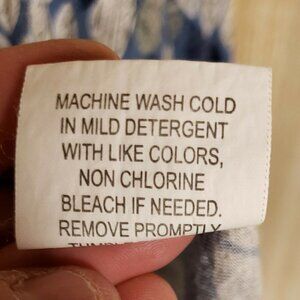 MACHINE WASH COLD
IN MILD DETERGENT
WITH LIKE COLORS,
NON CHLORINE
BLEACH IF NEEDED.
REMOVE PROMPTLY